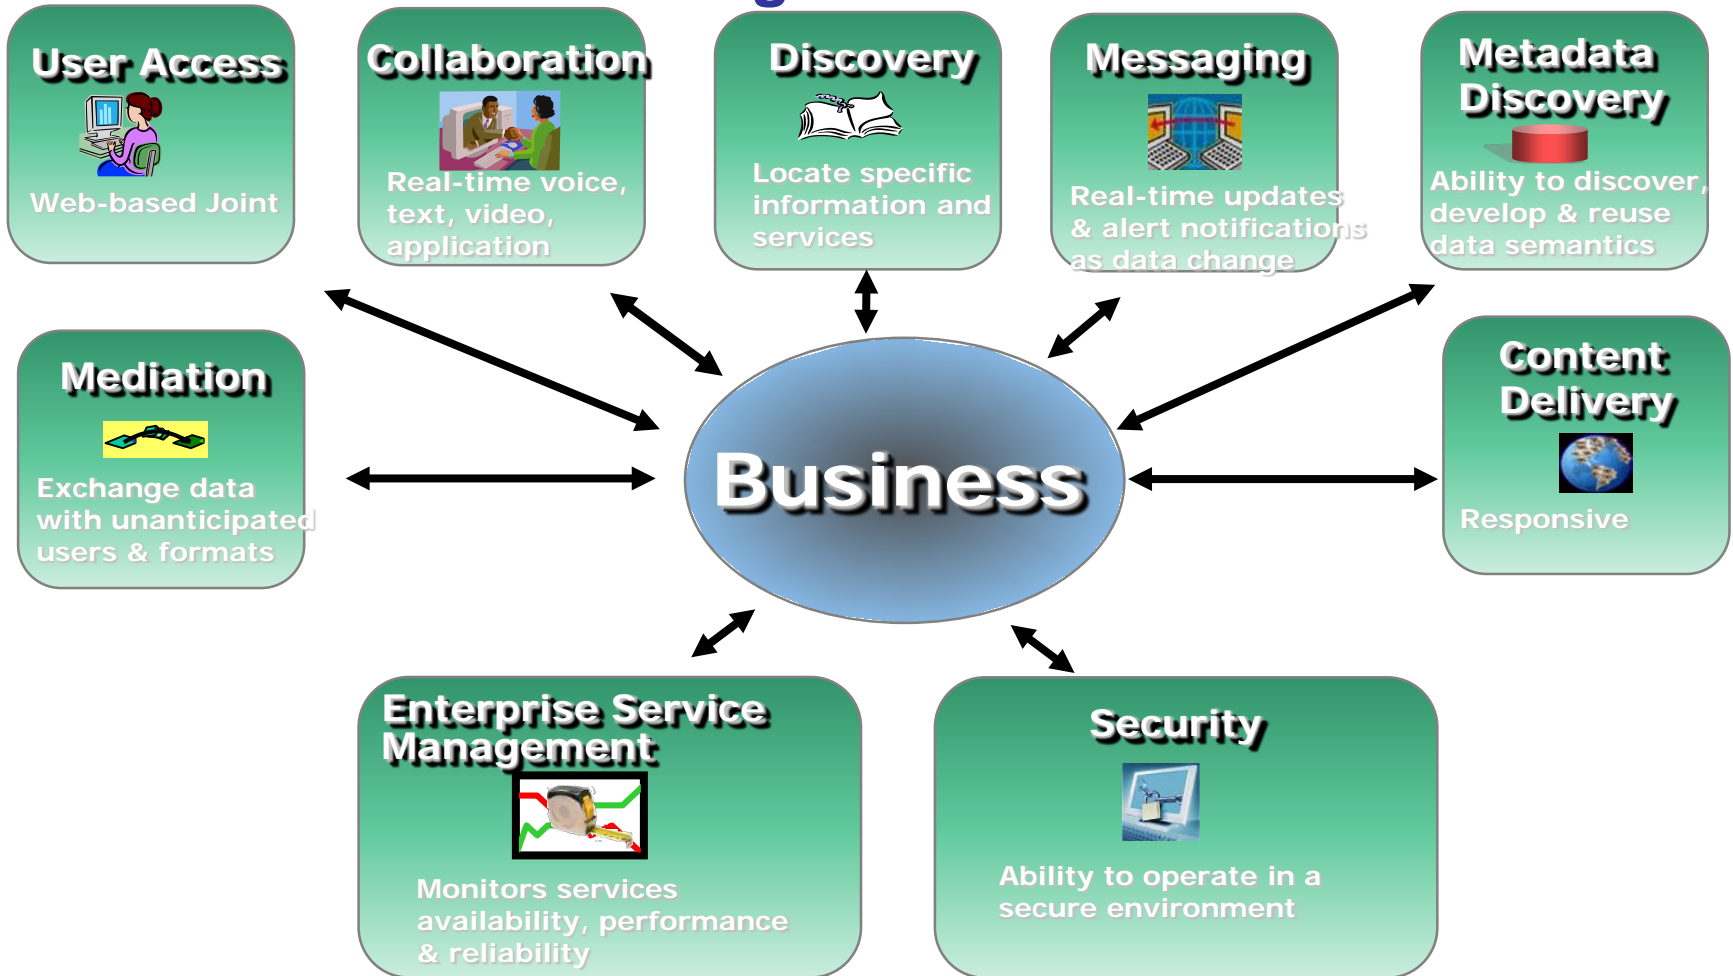 User Access
Web-based Joint
Collaboration
Real-time voice,
text, video,
application
Discovery
Locate specific
information and
services
Messaging
Real-time updates
& alert notifications
as data change
Metadata
Discovery
Ability to discover,
develop & reuse
data semantics
Mediation
Exchange data
with unanticipated
users & formats
Business
Content
Delivery
Responsive
Enterprise Service
Management
Monitors services
availability, performance
& reliability
Security
Ability to operate in a
secure environment